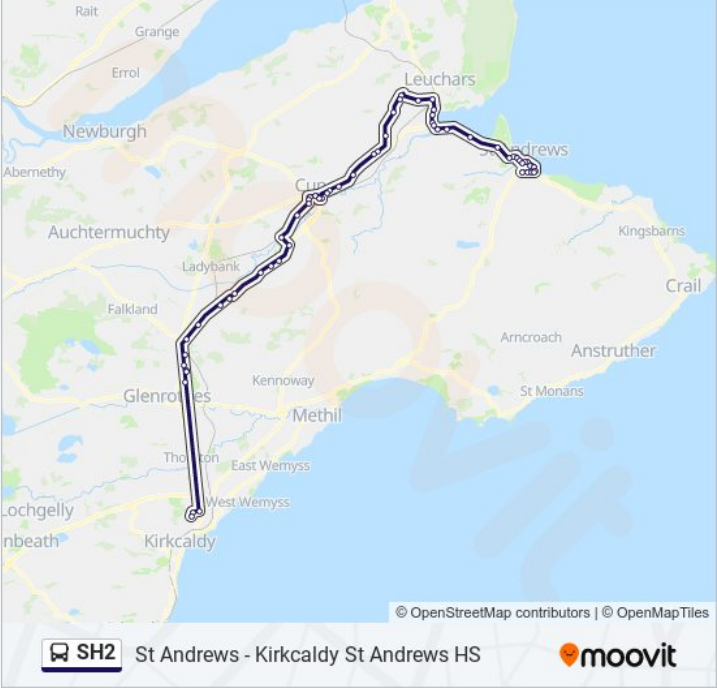 Rait
Grange
Errol
Leuchars
Newburgh
St Andrews
Abernethy
Cupar
Auchtermuchty
Kingsbarns
Ladybank
Crail
Falkland
Arncroach
Anstruther
Kennoway
Glenrothes
St Monans
Methil
Thornton
East Wemyss
Lochgelly
West Wemyss
nbeath
Kirkcaldy
moovit
© OpenStreetMap contributors | © OpenMapTiles
SH2 St Andrews - Kirkcaldy St Andrews HS
moovit